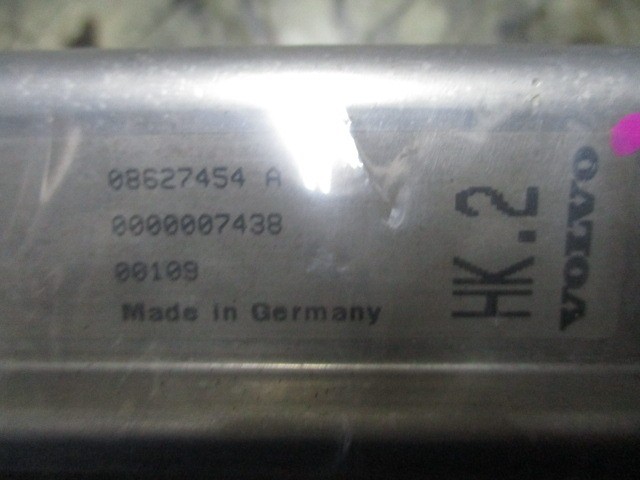 08627454 A
0000007438
00109
Made in Germany
HK.2
VOLVO